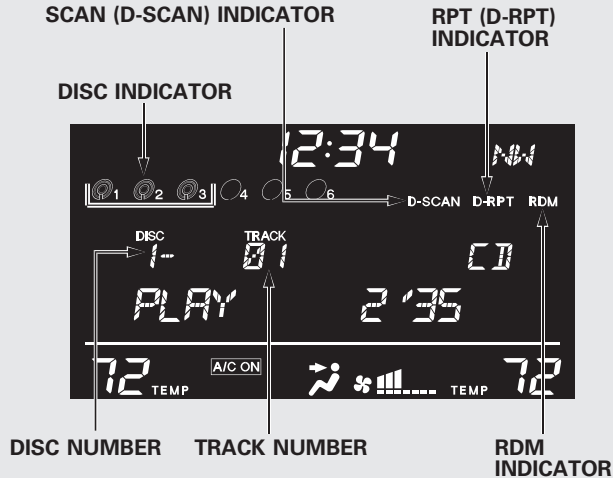 SCAN (D-SCAN) INDICATOR
RPT (D-RPT)
INDICATOR
DISC INDICATOR
12:34
NW
1 2 3 4 5 6
D-SCAN D-RPT RDM
DISC TRACK
1- 01 CD
PLAY 2'35
72 TEMP A/C ON TEMP 72
DISC NUMBER
TRACK NUMBER
RDM
INDICATOR